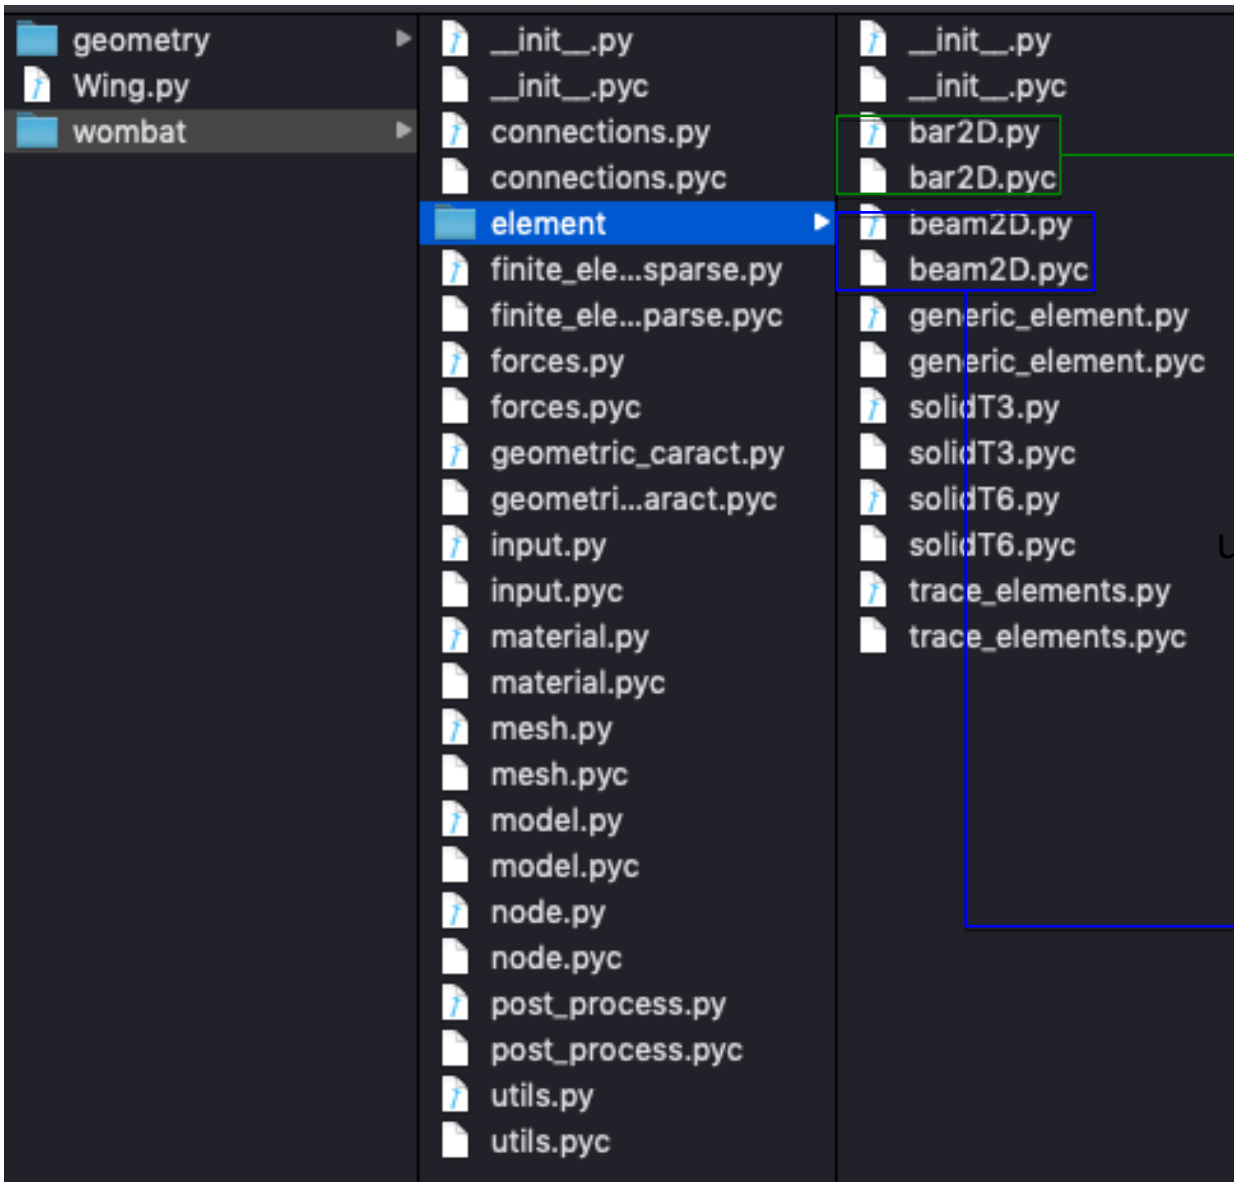 geometry
Wing.py
wombat
__init__.py
__init__.pyc
connections.py
connections.pyc
element
finite_ele...sparse.py
finite_ele...parse.pyc
forces.py
forces.pyc
geometric_caract.py
geometri...aract.pyc
input.py
input.pyc
material.py
material.pyc
mesh.py
mesh.pyc
model.py
model.pyc
node.py
node.pyc
post_process.py
post_process.pyc
utils.py
utils.pyc
__init__.py
__init__.pyc
bar2D.py
bar2D.pyc
beam2D.py
beam2D.pyc
generic_element.py
generic_element.pyc
solidT3.py
solidT3.pyc
solidT6.py
solidT6.pyc
trace_elements.py
trace_elements.pyc